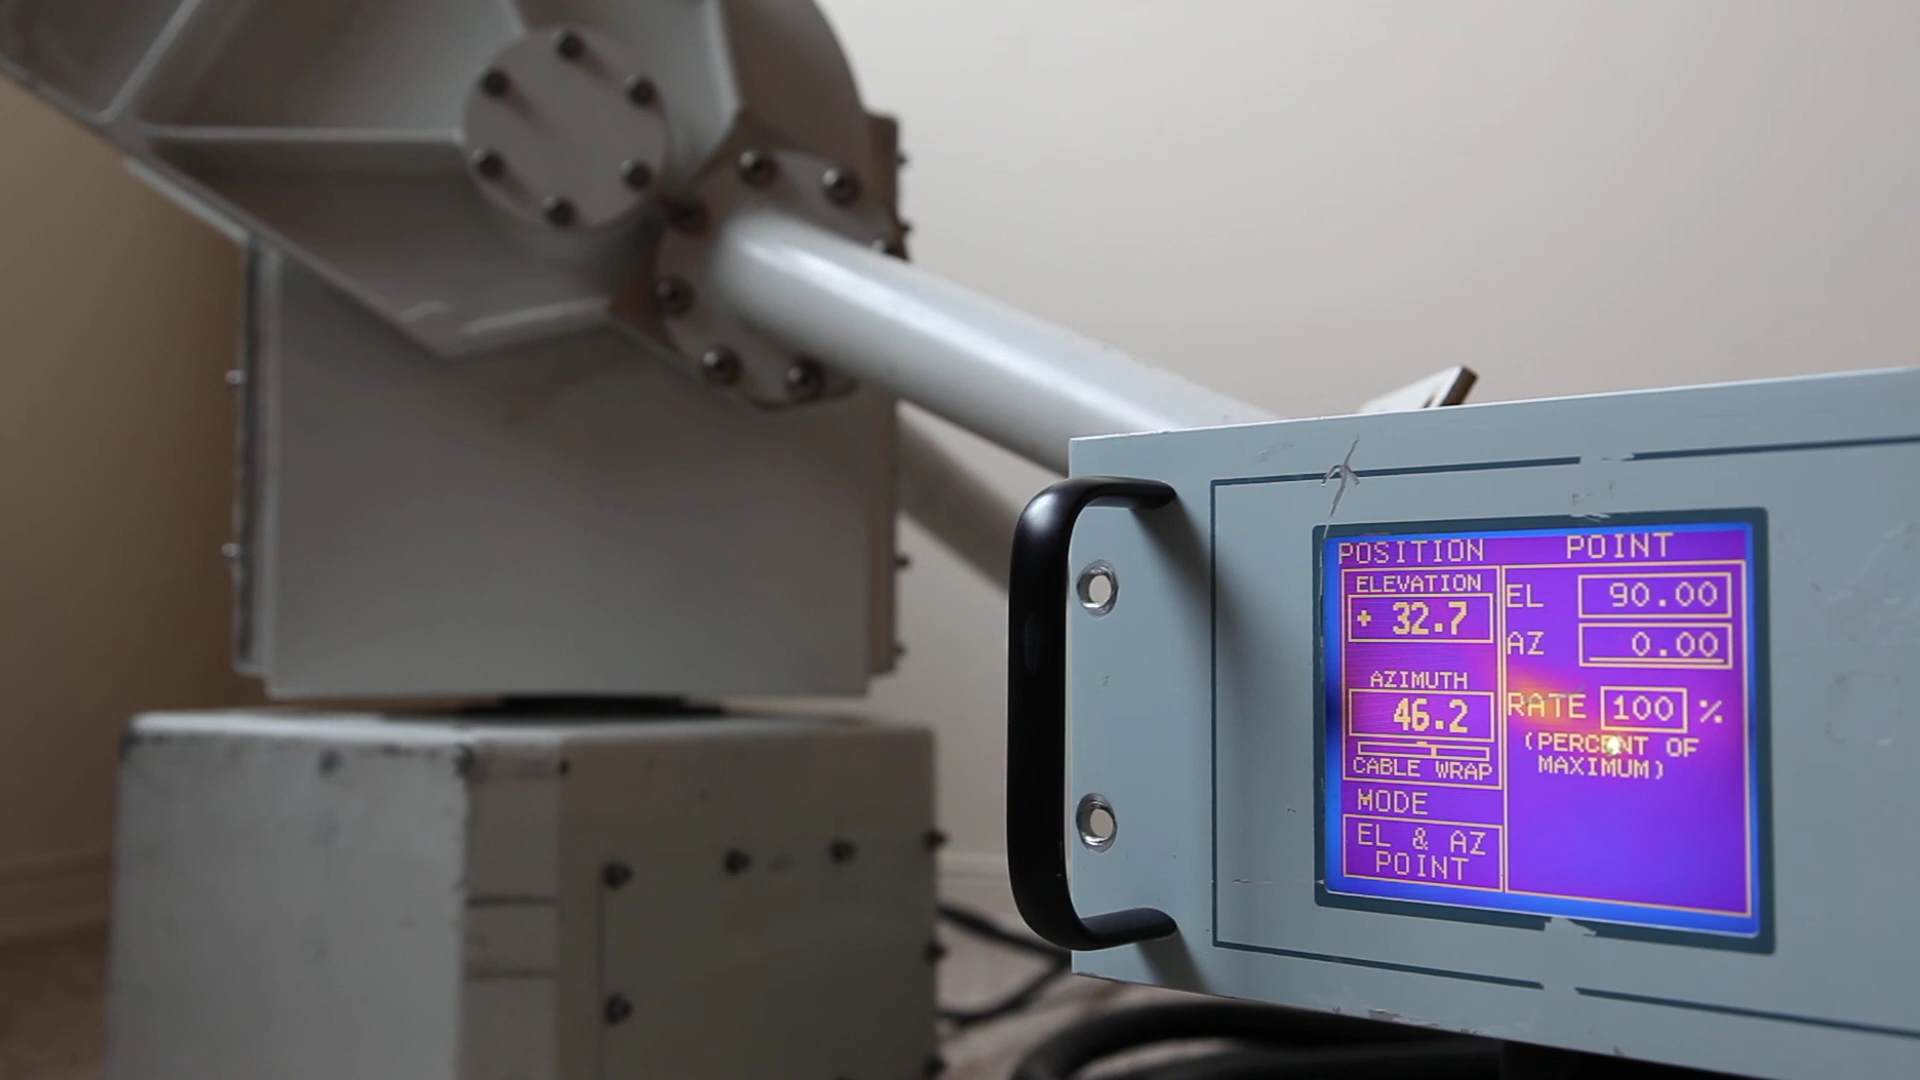 POSITION
ELEVATION
+ 32.7
AZIMUTH
46.2
CABLE WRAP
MODE
EL & AZ
POINT
POINT
EL 90.00
AZ 0.00
RATE 100 %
(PERCENT OF
MAXIMUM)